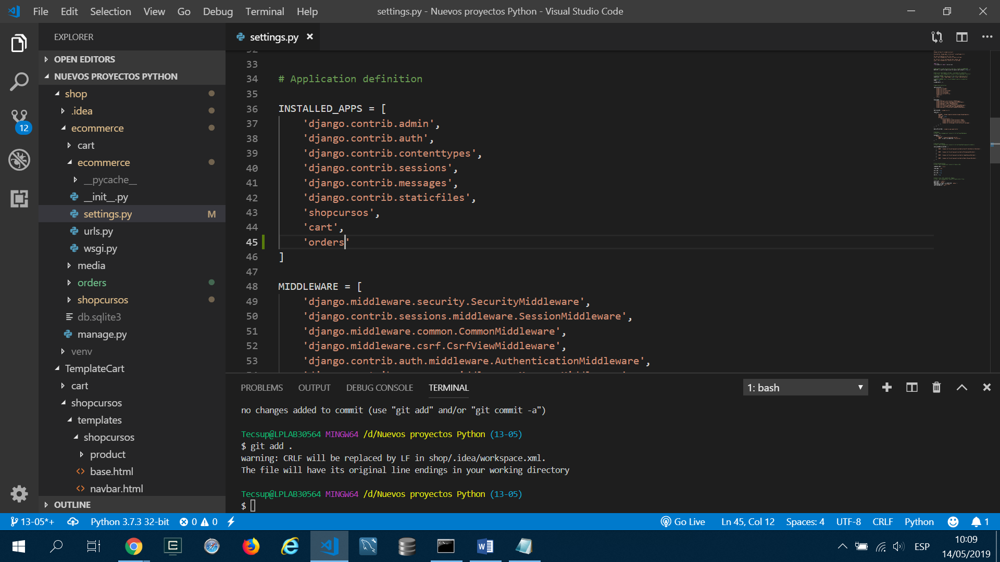 File Edit Selection View Go Debug Terminal Help
settings.py - Nuevos proyectos Python - Visual Studio Code
EXPLORER
OPEN EDITORS
NUEVOS PROYECTOS PYTHON
shop
.idea
ecommerce
cart
ecommerce
__pycache__
__init__.py
settings.py M
urls.py
wsgi.py
media
orders
shopcursos
db.sqlite3
manage.py
venv
TemplateCart
cart
shopcursos
templates
shopcursos
product
base.html
navbar.html
OUTLINE
12
settings.py
33
34 # Application definition
35
36 INSTALLED_APPS = [
37 'django.contrib.admin',
38 'django.contrib.auth',
39 'django.contrib.contenttypes',
40 'django.contrib.sessions',
41 'django.contrib.messages',
42 'django.contrib.staticfiles',
43 'shopcursos',
44 'cart',
45 'orders'
46 ]
47
48 MIDDLEWARE = [
49 'django.middleware.security.SecurityMiddleware',
50 'django.contrib.sessions.middleware.SessionMiddleware',
51 'django.middleware.common.CommonMiddleware',
52 'django.middleware.csrf.CsrfViewMiddleware',
53 'django.contrib.auth.middleware.AuthenticationMiddleware',
PROBLEMS OUTPUT DEBUG CONSOLE TERMINAL 1: bash
no changes added to commit (use "git add" and/or "git commit -a")
Tecsup@LPLAB30564 MINGW64 /d/Nuevos proyectos Python (13-05)
$ git add .
warning: CRLF will be replaced by LF in shop/.idea/workspace.xml.
The file will have its original line endings in your working directory
Tecsup@LPLAB30564 MINGW64 /d/Nuevos proyectos Python (13-05)
$
13-05*+ Python 3.7.3 32-bit 0 0 Go Live Ln 45, Col 12 Spaces: 4 UTF-8 CRLF Python 1
ESP
10:09
14/05/2019